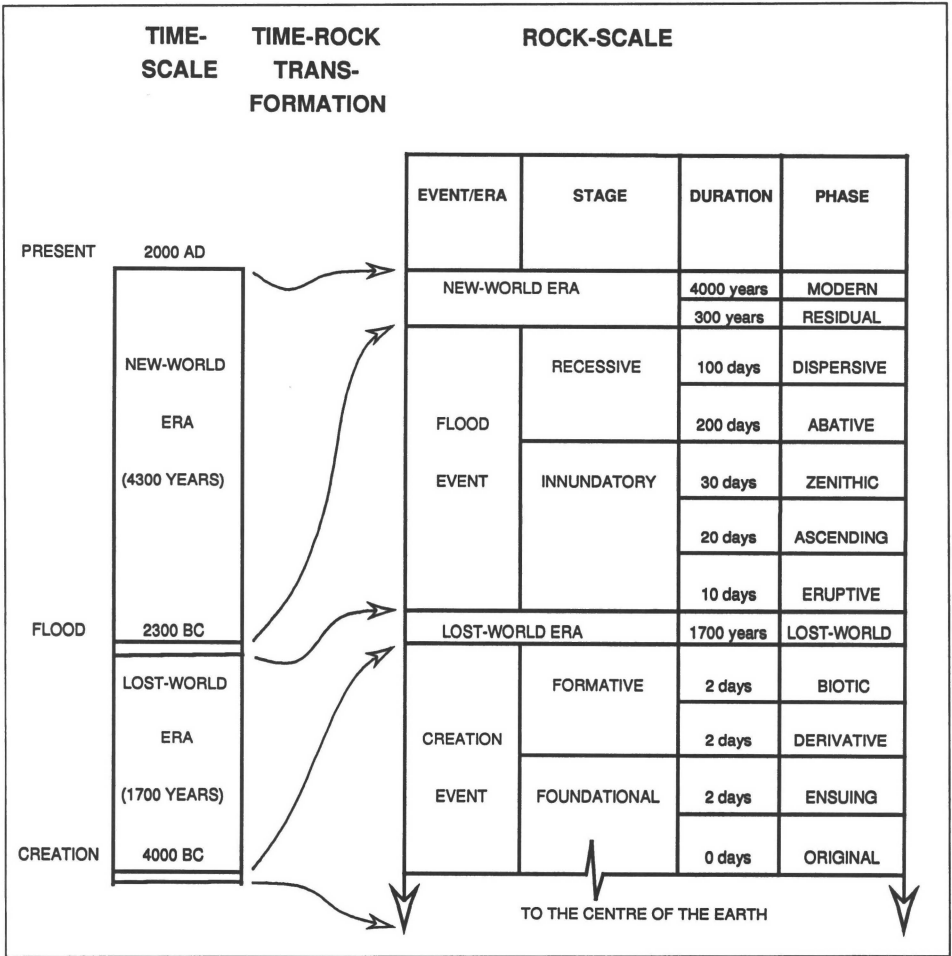 TIME-
SCALE
TIME-ROCK
TRANS-
FORMATION
ROCK-SCALE
PRESENT
2000 AD
NEW-WORLD
ERA
(4300 YEARS)
FLOOD
2300 BC
LOST-WORLD
ERA
(1700 YEARS)
CREATION
4000 BC
EVENT/ERA STAGE DURATION PHASE
NEW-WORLD ERA 4000 years MODERN
300 years RESIDUAL
RECESSIVE 100 days DISPERSIVE
FLOOD 200 days ABATIVE
EVENT INNUNDATORY 30 days ZENITHIC
20 days ASCENDING
10 days ERUPTIVE
LOST-WORLD ERA 1700 years LOST-WORLD
FORMATIVE 2 days BIOTIC
CREATION 2 days DERIVATIVE
EVENT FOUNDATIONAL 2 days ENSUING
0 days ORIGINAL
TO THE CENTRE OF THE EARTH